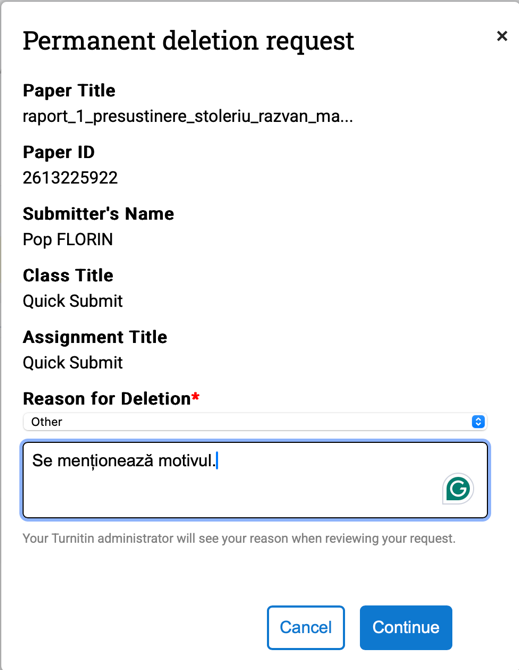 Permanent deletion request
×
Paper Title
raport_1_presustinere_stoleriu_razvan_ma...
Paper ID
2613225922
Submitter's Name
Pop FLORIN
Class Title
Quick Submit
Assignment Title
Quick Submit
Reason for Deletion*
Other
Se menționează motivul.
Your Turnitin administrator will see your reason when reviewing your request.
Cancel
Continue